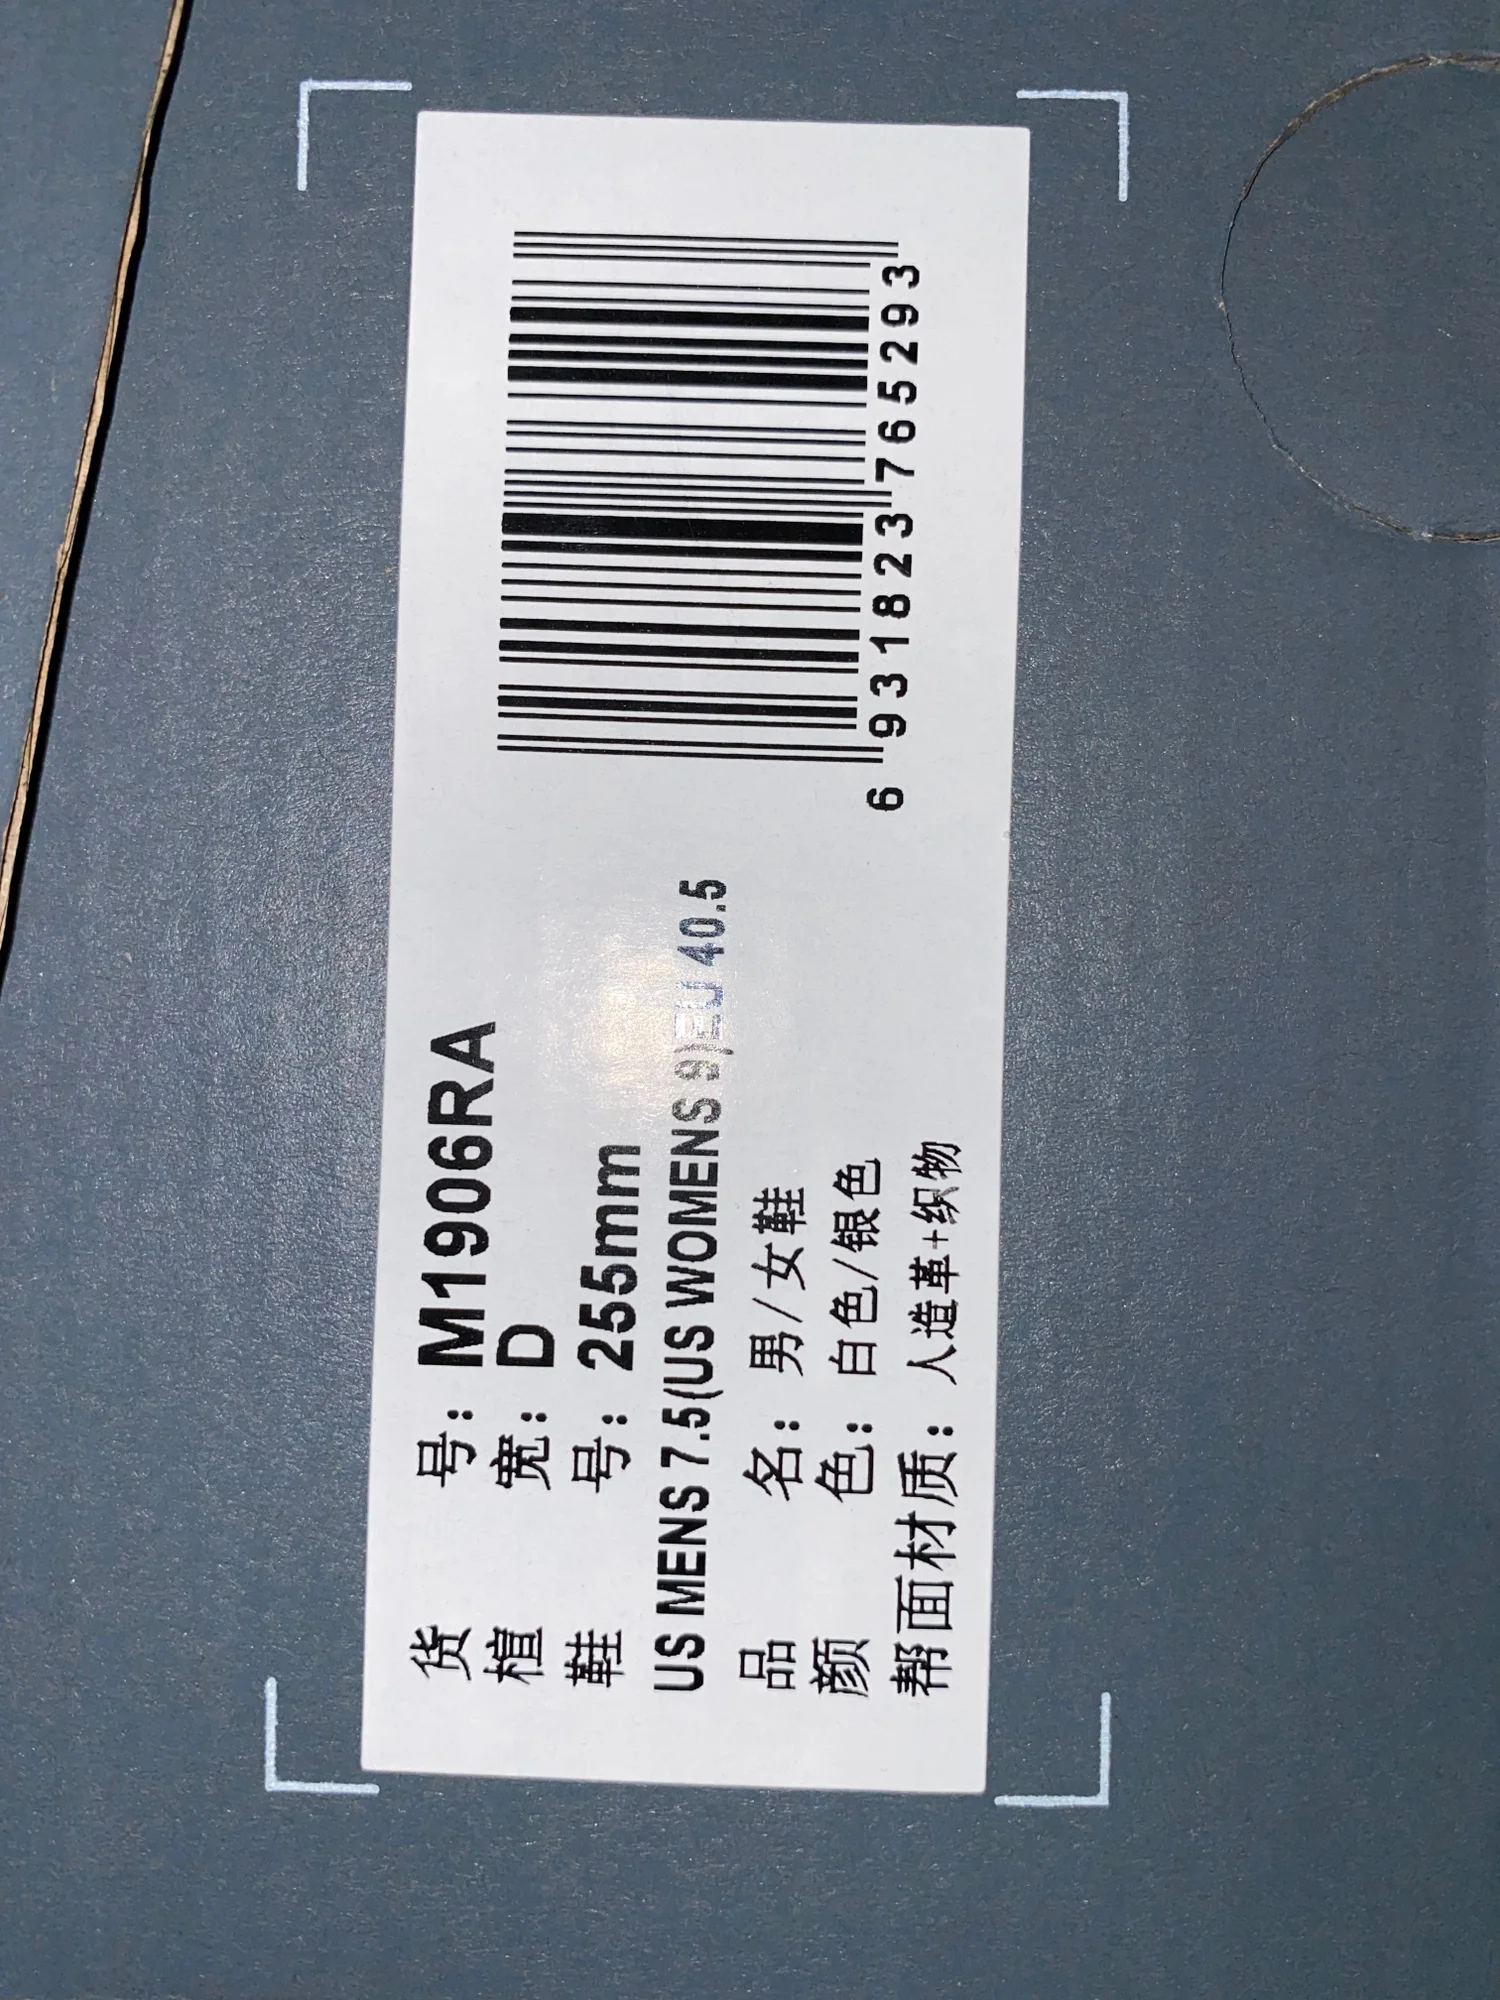 货号：M1906RA
楦宽：D
鞋号：255mm
US MENS 7.5(US WOMENS 9)EU 40.5
品名：男/女鞋
颜色：白色/银色
帮面材质：人造革+织物
6 931823 765293